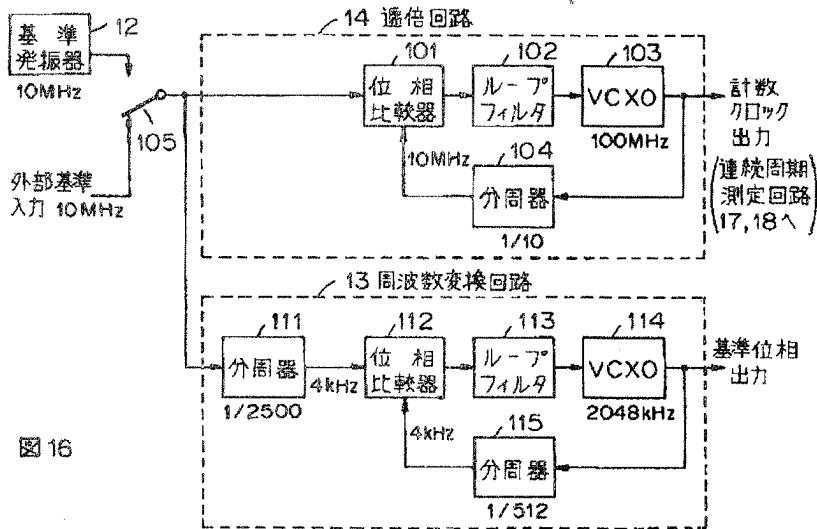 14 逓倍回路
基準
発振器
12
10MHz
105
外部基準
入力 10MHz
101
位相
比較器
102
ループ
フィルタ
103
VCXO
100MHz
10MHz
104
分周器
1/10
計数
クロック
出力
(連続周期
測定回路
17,18へ)
13 周波数変換回路
111
分周器
1/2500
4kHz
112
位相
比較器
113
ループ
フィルタ
114
VCXO
2048kHz
4kHz
115
分周器
1/512
基準位相
出力
図16